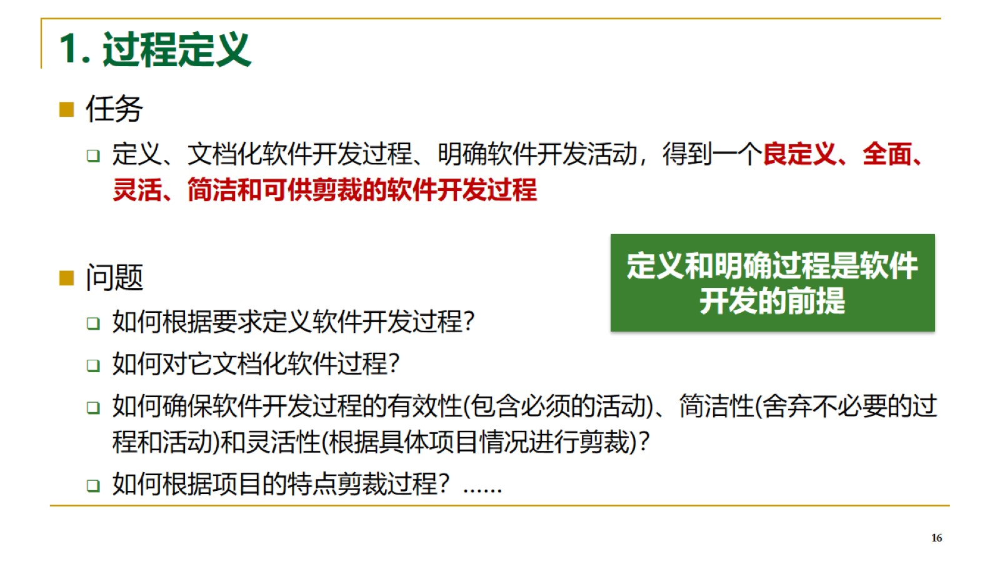 1. 过程定义
任务
定义、文档化软件开发过程、明确软件开发活动，得到一个良定义、全面、
灵活、简洁和可供剪裁的软件开发过程
定义和明确过程是软件
开发的前提
问题
如何根据要求定义软件开发过程？
如何对它文档化软件过程？
如何确保软件开发过程的有效性(包含必须的活动)、简洁性(舍弃不必要的过
程和活动)和灵活性(根据具体项目情况进行剪裁)？
如何根据项目的特点剪裁过程？……
16